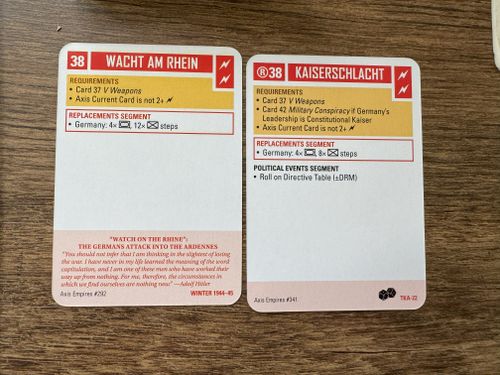 38 WACHT AM RHEIN
REQUIREMENTS
• Card 37 V Weapons
• Axis Current Card is not 2+
REPLACEMENTS SEGMENT
• Germany: 4× , 12× steps
"WATCH ON THE RHINE":
THE GERMANS ATTACK INTO THE ARDENNES
"You should not infer that I am thinking in the slightest of losing
the war. I have never in my life learned the meaning of the word
capitulation, and I am one of those men who have worked their
way up from nothing. For me, therefore, the circumstances in
which we find ourselves are nothing new." —Adolf Hitler
Axis Empires #292
WINTER 1944–45
®38 KAISERSCHLACHT
REQUIREMENTS
• Card 37 V Weapons
• Card 42 Military Conspiracy if Germany's
Leadership is Constitutional Kaiser
• Axis Current Card is not 2+
REPLACEMENTS SEGMENT
• Germany: 4× , 8× steps
POLITICAL EVENTS SEGMENT
• Roll on Directive Table (±DRM)
Axis Empires #341
TKA-22